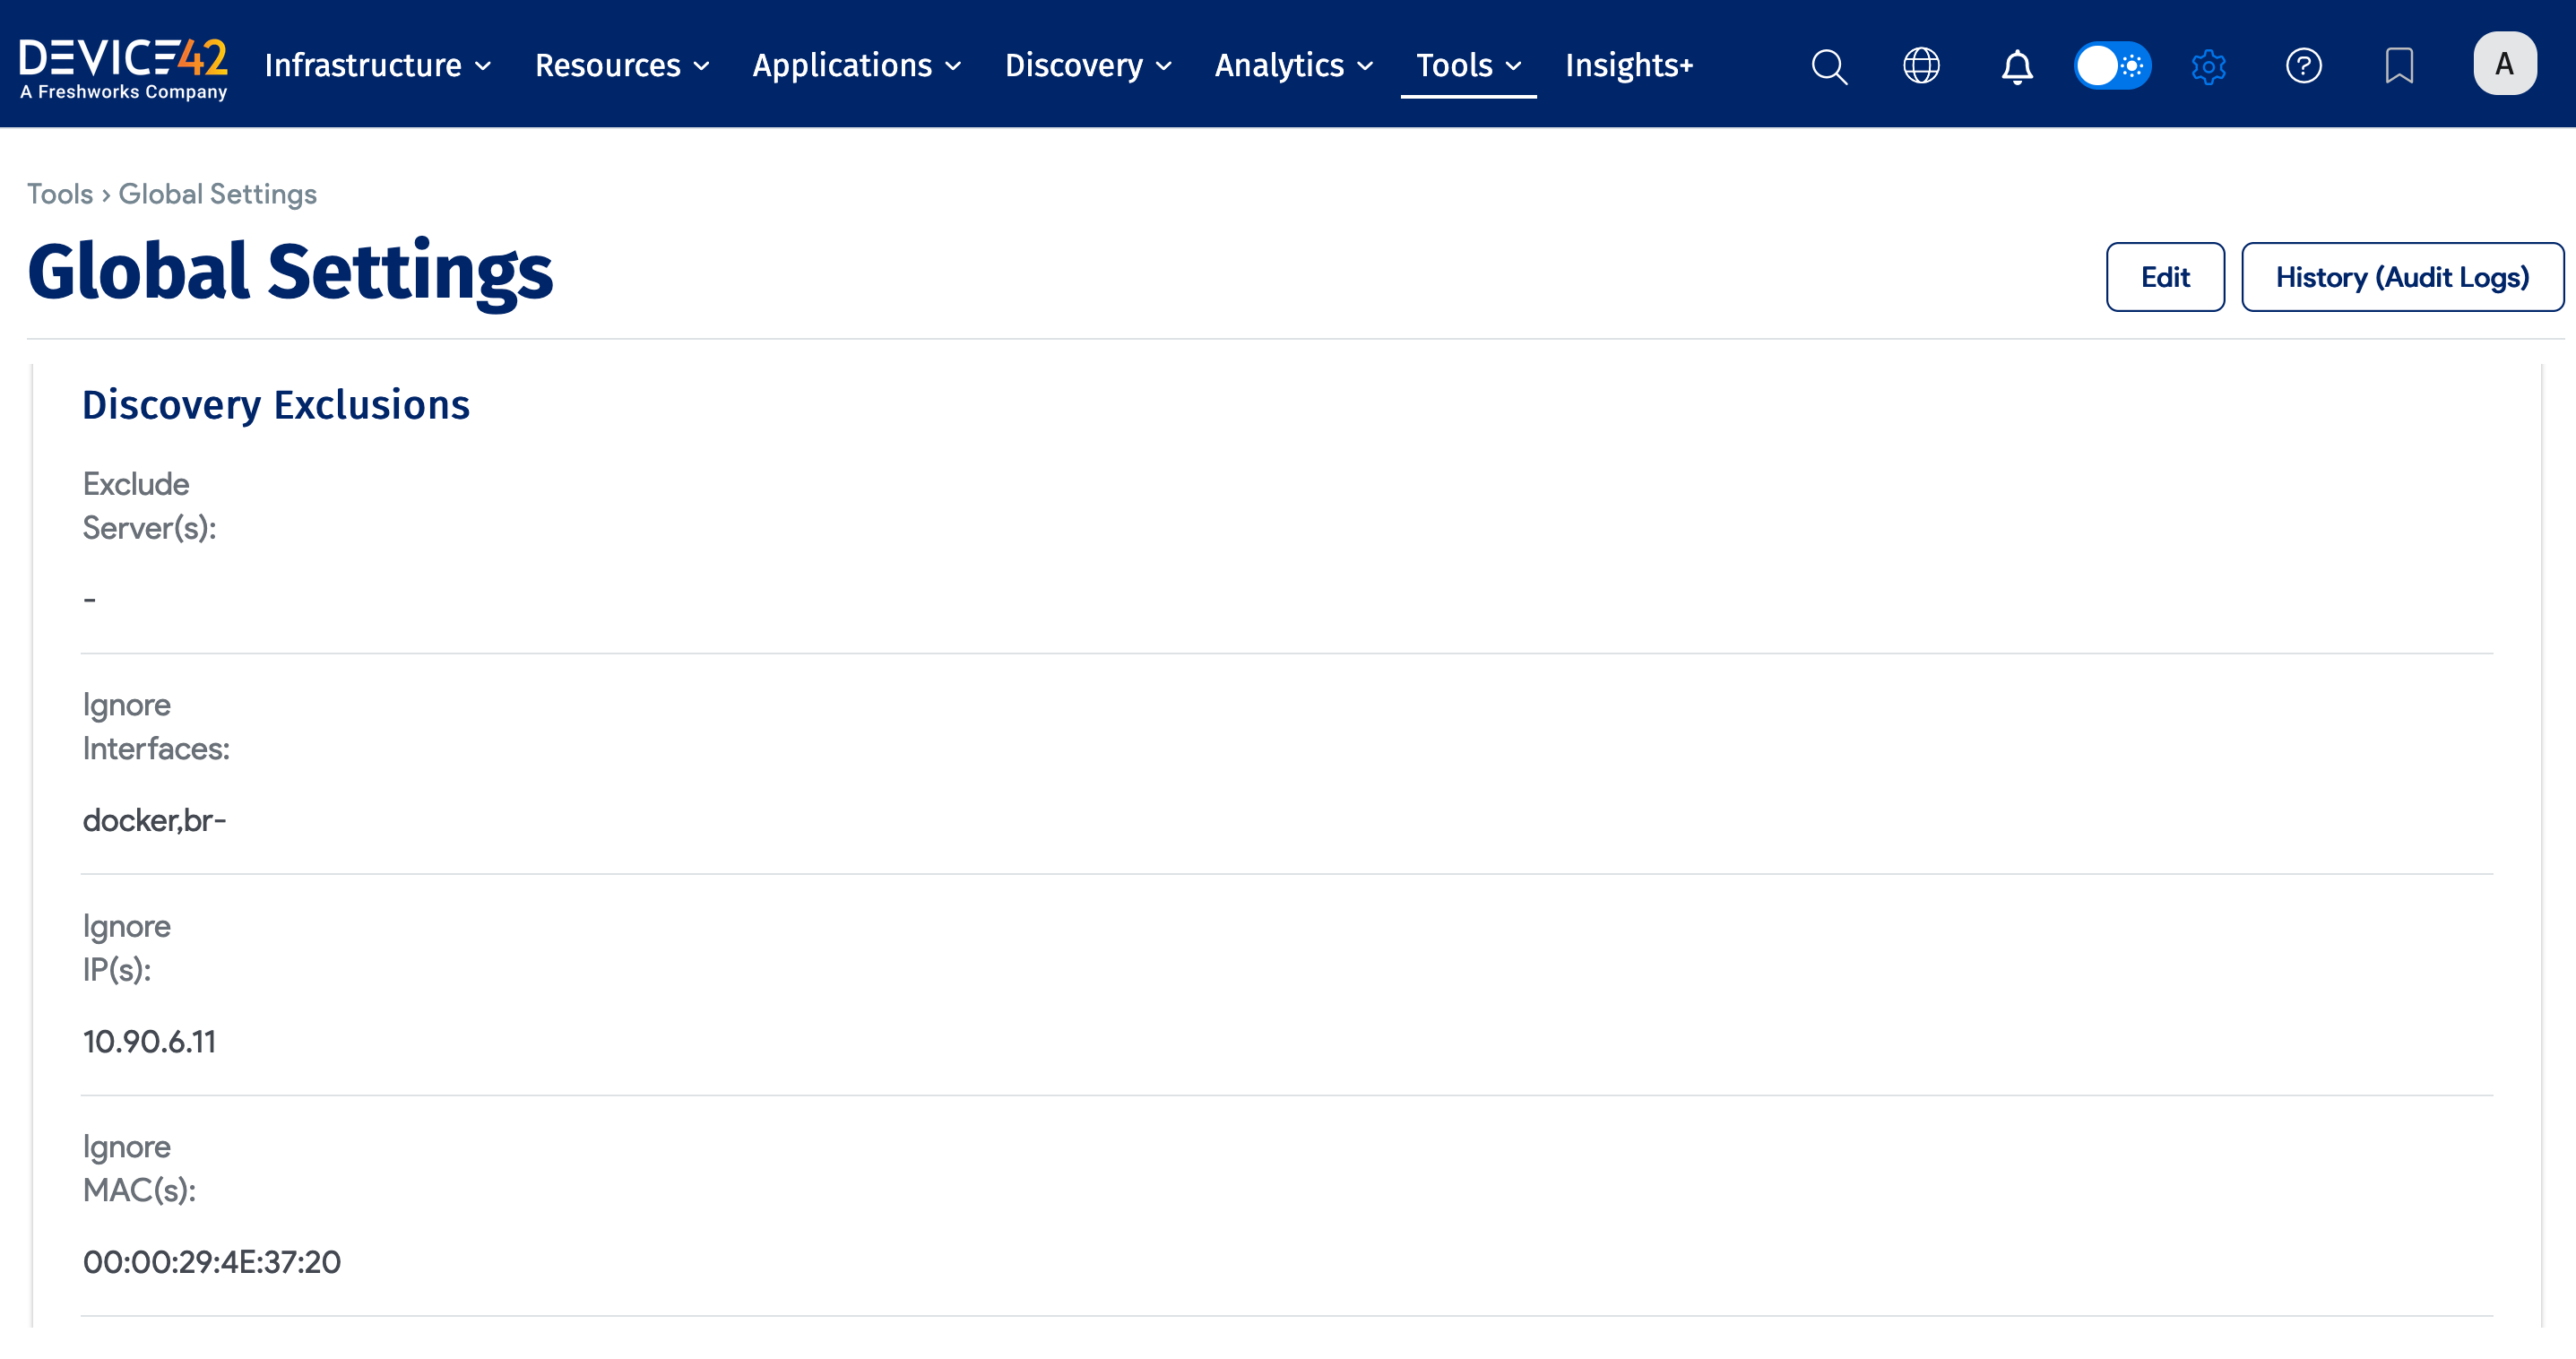 DEVICE42
A Freshworks Company
Infrastructure
Resources
Applications
Discovery
Analytics
Tools
Insights+
A
Tools › Global Settings
Global Settings
Edit
History (Audit Logs)
Discovery Exclusions
Exclude
Server(s):
-
Ignore
Interfaces:
docker,br-
Ignore
IP(s):
10.90.6.11
Ignore
MAC(s):
00:00:29:4E:37:20